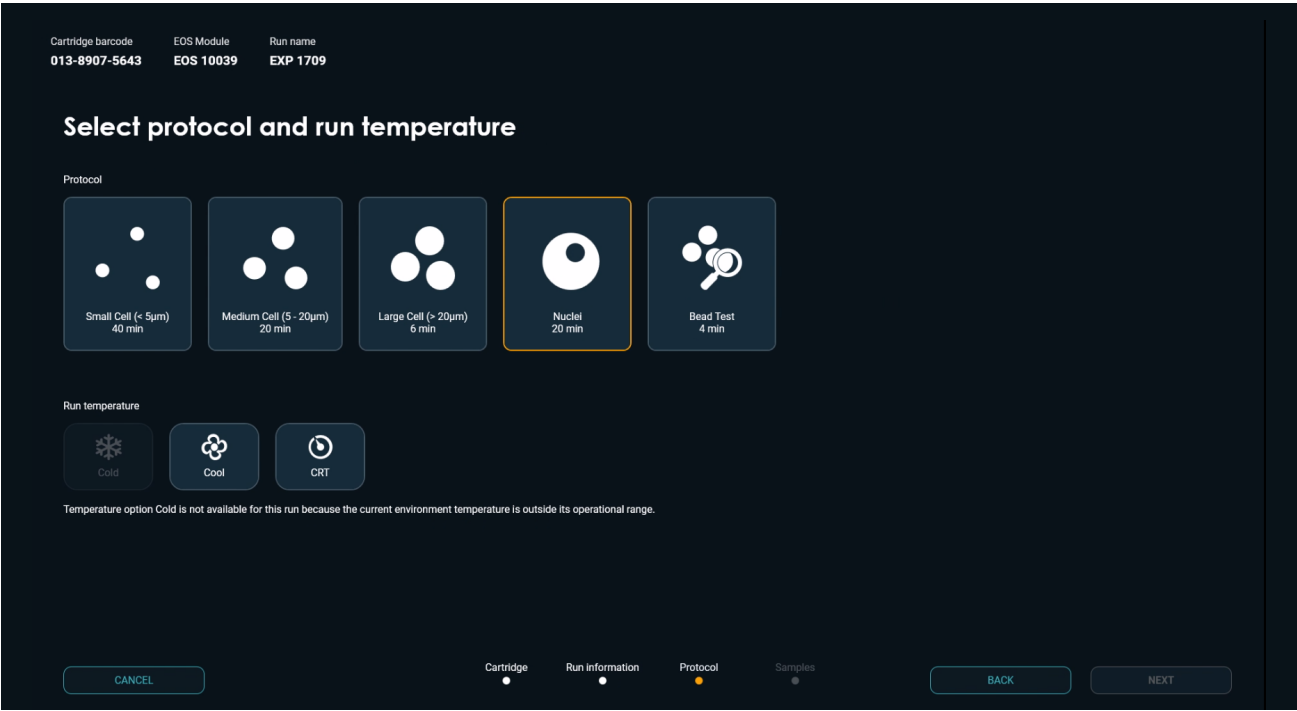 Cartridge barcode EOS Module Run name
013-8907-5643 EOS 10039 EXP 1709
Select protocol and run temperature
Protocol
Small Cell (< 5μm) Medium Cell (5 - 20μm) Large Cell (> 20μm) Nuclei Bead Test
40 min 20 min 6 min 20 min 4 min
Run temperature
Cold Cool CRT
Temperature option Cold is not available for this run because the current environment temperature is outside its operational range.
Cartridge Run information Protocol Samples
CANCEL BACK NEXT